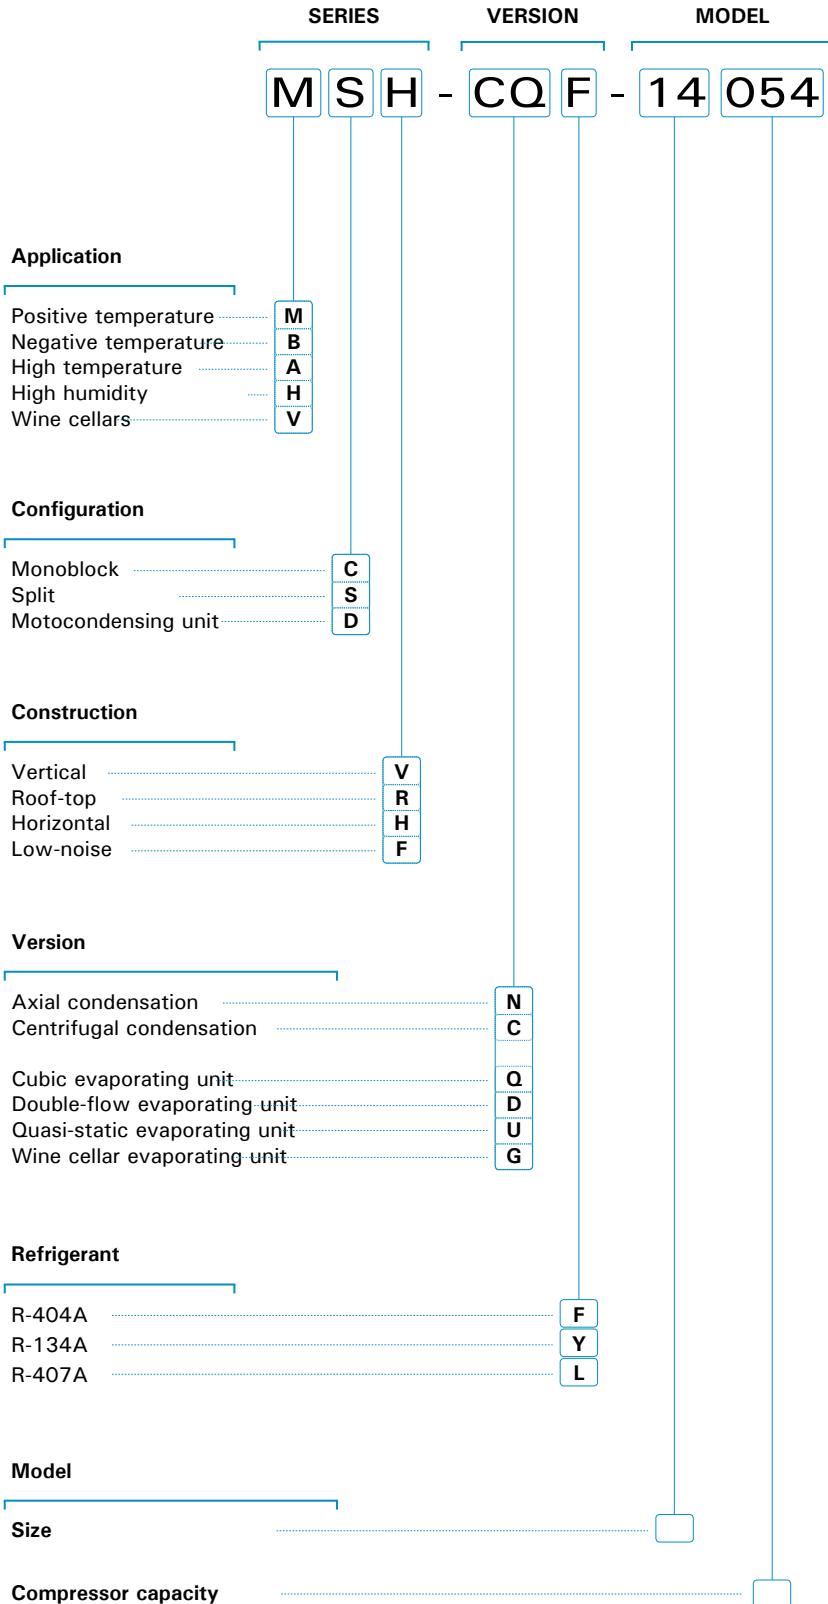 SERIES VERSION MODEL
M S H - CQ F - 14 054
Application
Positive temperature M
Negative temperature B
High temperature A
High humidity H
Wine cellars V
Configuration
Monoblock C
Split S
Motocondensing unit D
Construction
Vertical V
Roof-top R
Horizontal H
Low-noise F
Version
Axial condensation N
Centrifugal condensation C
Cubic evaporating unit Q
Double-flow evaporating unit D
Quasi-static evaporating unit U
Wine cellar evaporating unit G
Refrigerant
R-404A F
R-134A Y
R-407A L
Model
Size
Compressor capacity